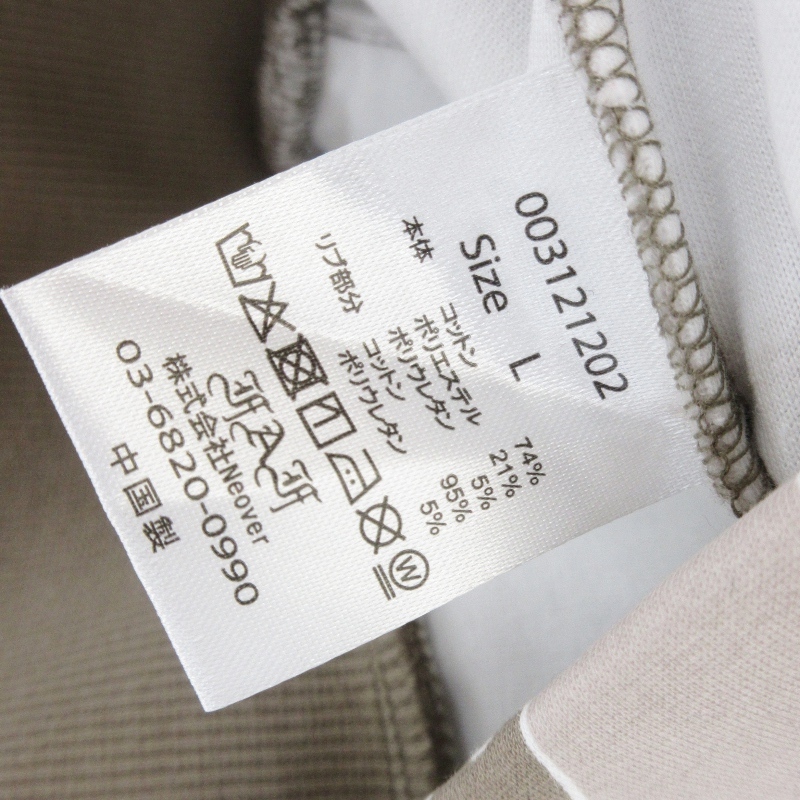 003121202
Size L
本体 コットン 74%
ポリエステル 21%
ポリウレタン 5%
リブ部分 コットン 95%
ポリウレタン 5%
W
株式会社Neover
03-6820-0990
中国製